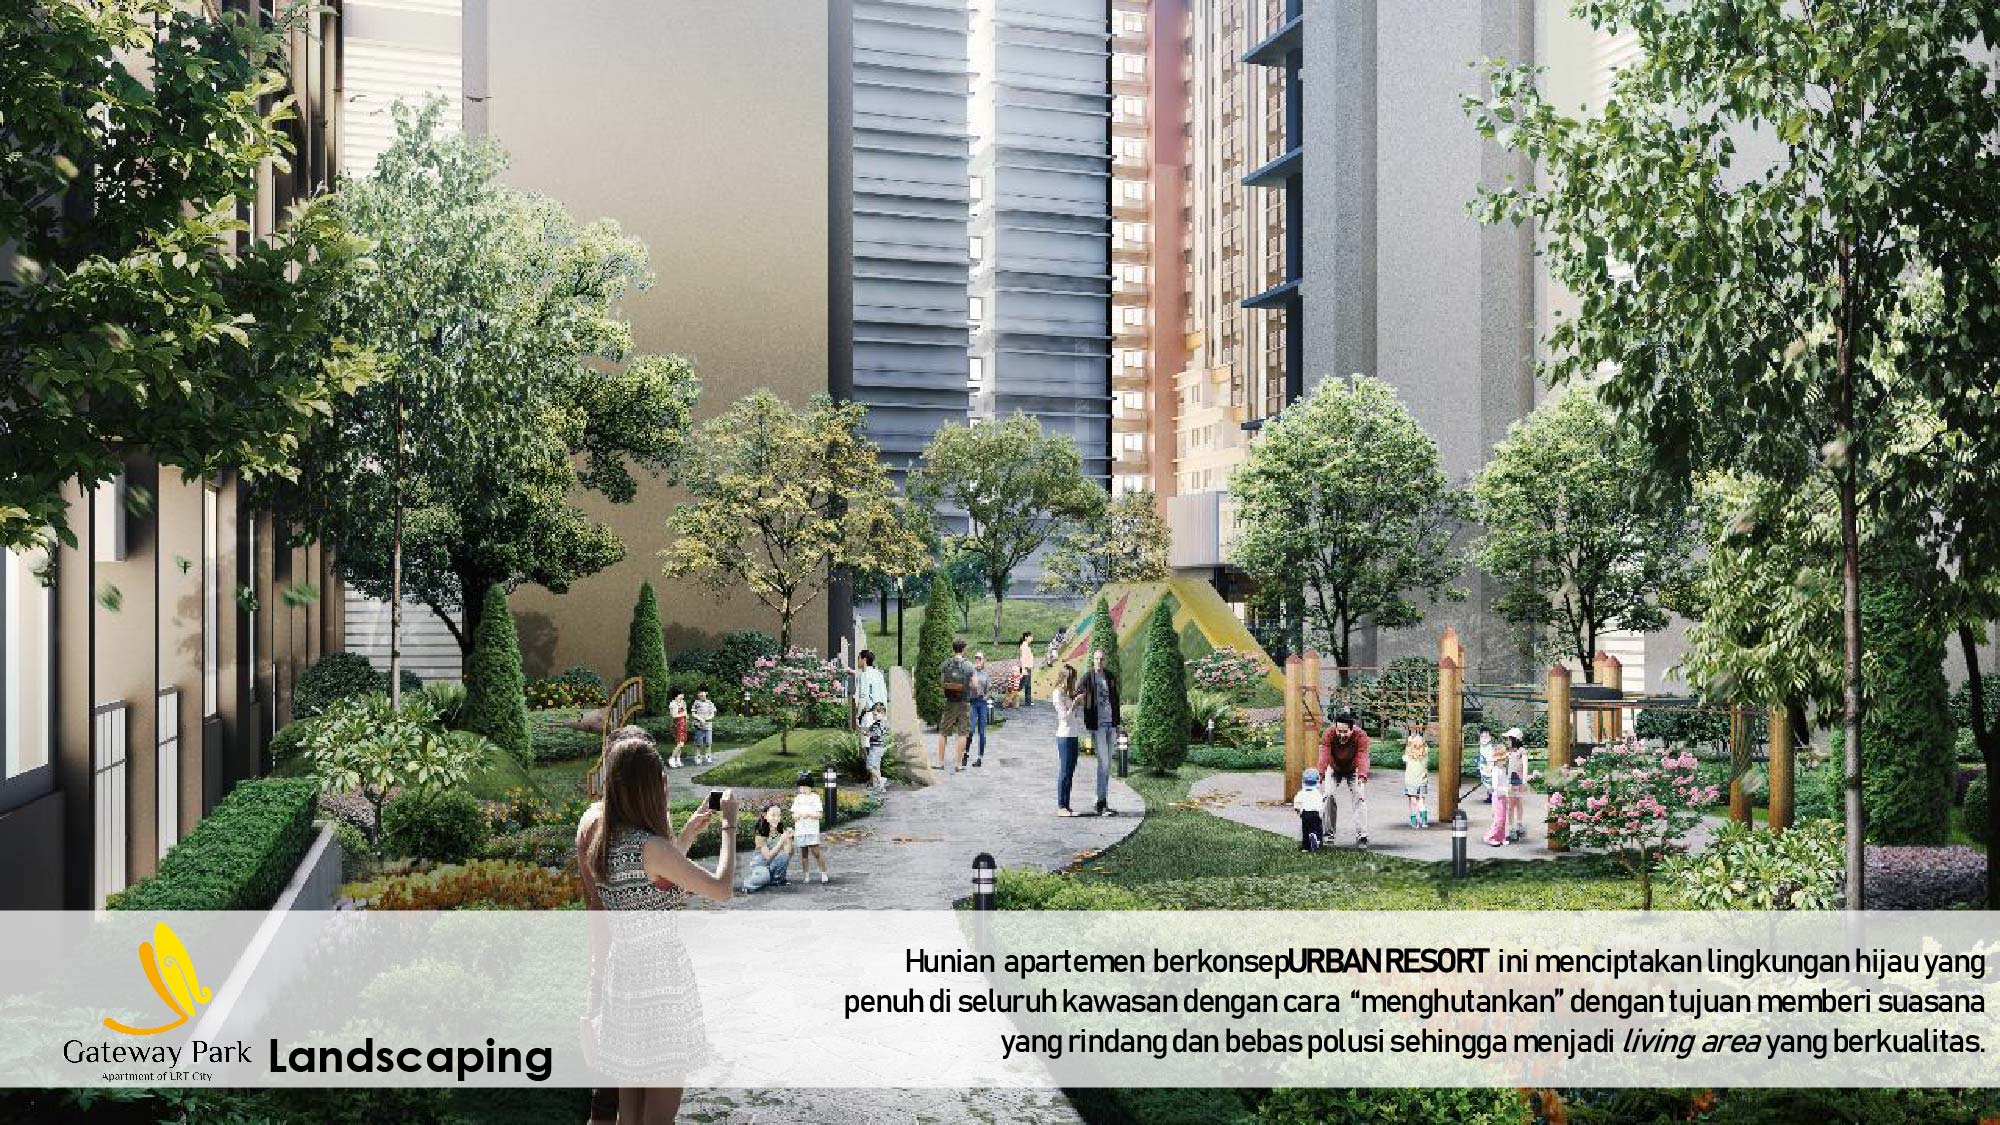 Hunian apartemen berkonsepURBAN RESORT ini menciptakan lingkungan hijau yang
penuh di seluruh kawasan dengan cara “menghutankan” dengan tujuan memberi suasana
yang rindang dan bebas polusi sehingga menjadi living area yang berkualitas.
Gateway Park
Apartment of LRT City
Landscaping